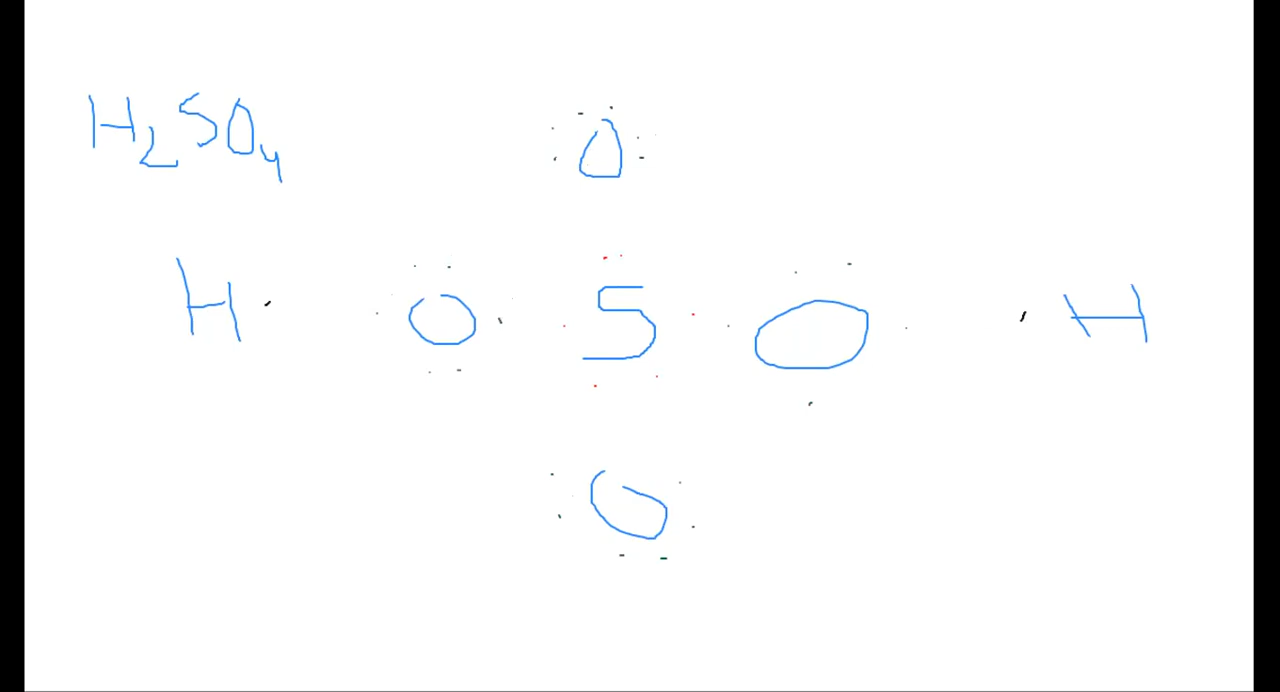 H₂SO₄
O
H O S O H
O